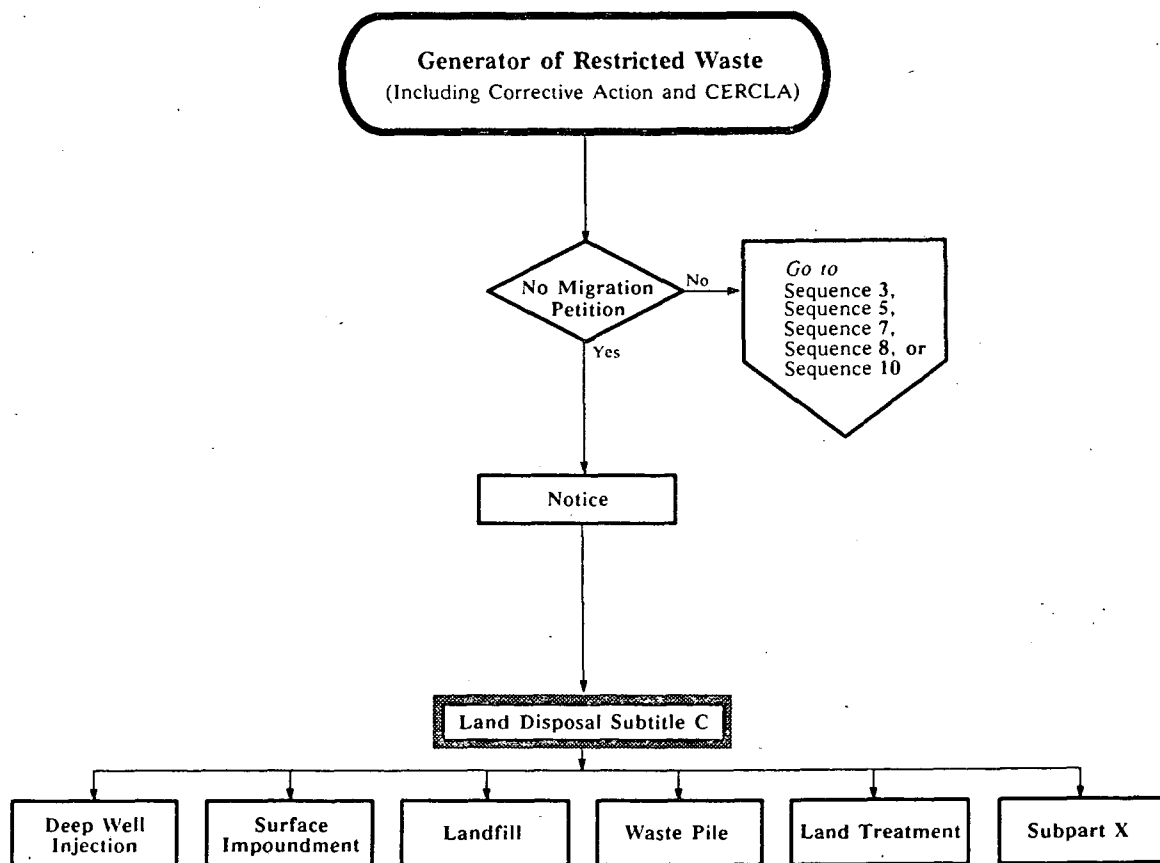 Generator of Restricted Waste
(Including Corrective Action and CERCLA)
No Migration
Petition
No
Yes
Go to
Sequence 3,
Sequence 5,
Sequence 7,
Sequence 8, or
Sequence 10
Notice
Land Disposal Subtitle C
Deep Well
Injection
Surface
Impoundment
Landfill
Waste Pile
Land Treatment
Subpart X